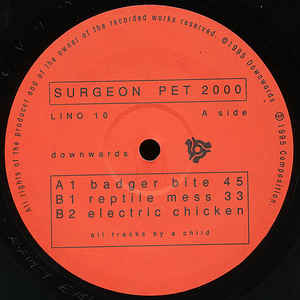 All rights of the producer and of the owner of the recorded works reserved. ©1995 Downwards ℗1995 Composition.
SURGEON PET 2000
LINO 10 A side
downwards
A1 badger bite 45
B1 reptile mess 33
B2 electric chicken
all tracks by a child